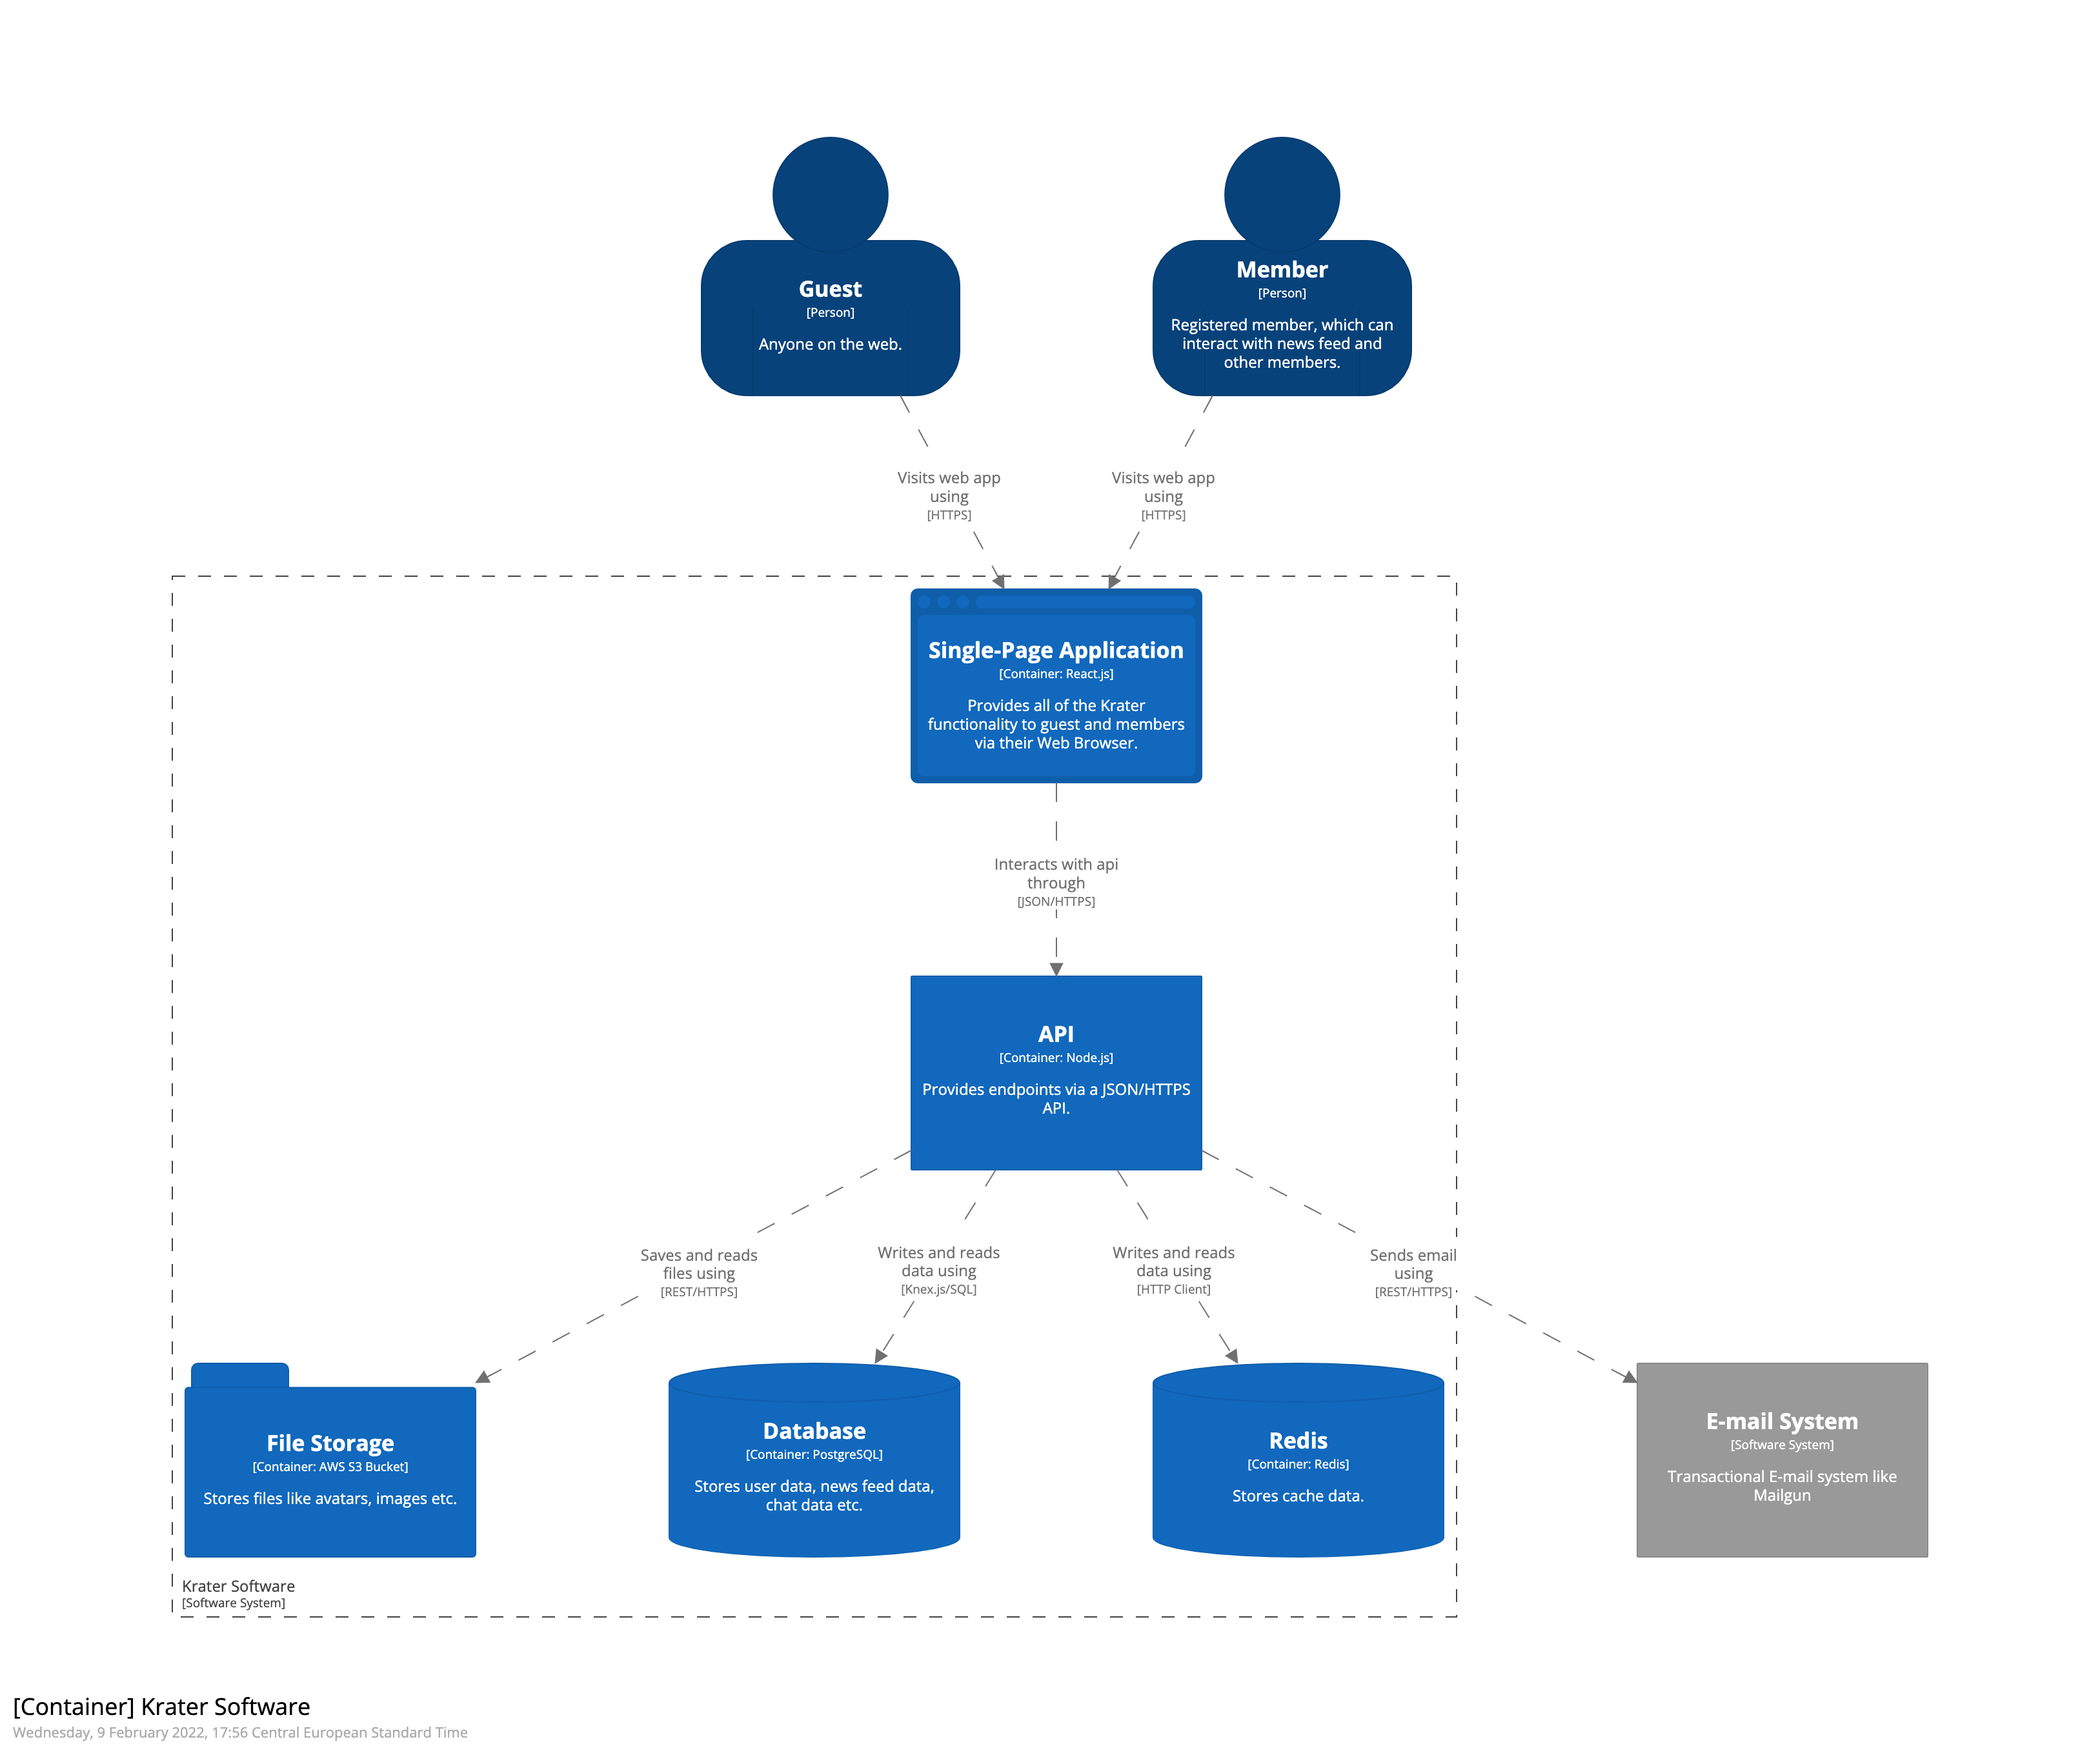 Guest
[Person]
Anyone on the web.
Member
[Person]
Registered member, which can
interact with news feed and
other members.
Visits web app
using
[HTTPS]
Visits web app
using
[HTTPS]
Single-Page Application
[Container: React.js]
Provides all of the Krater
functionality to guest and members
via their Web Browser.
Interacts with api
through
[JSON/HTTPS]
API
[Container: Node.js]
Provides endpoints via a JSON/HTTPS
API.
Saves and reads
files using
[REST/HTTPS]
Writes and reads
data using
[Knex.js/SQL]
Writes and reads
data using
[HTTP Client]
Sends email
using
[REST/HTTPS]
File Storage
[Container: AWS S3 Bucket]
Stores files like avatars, images etc.
Database
[Container: PostgreSQL]
Stores user data, news feed data,
chat data etc.
Redis
[Container: Redis]
Stores cache data.
E-mail System
[Software System]
Transactional E-mail system like
Mailgun
Krater Software
[Software System]
[Container] Krater Software
Wednesday, 9 February 2022, 17:56 Central European Standard Time